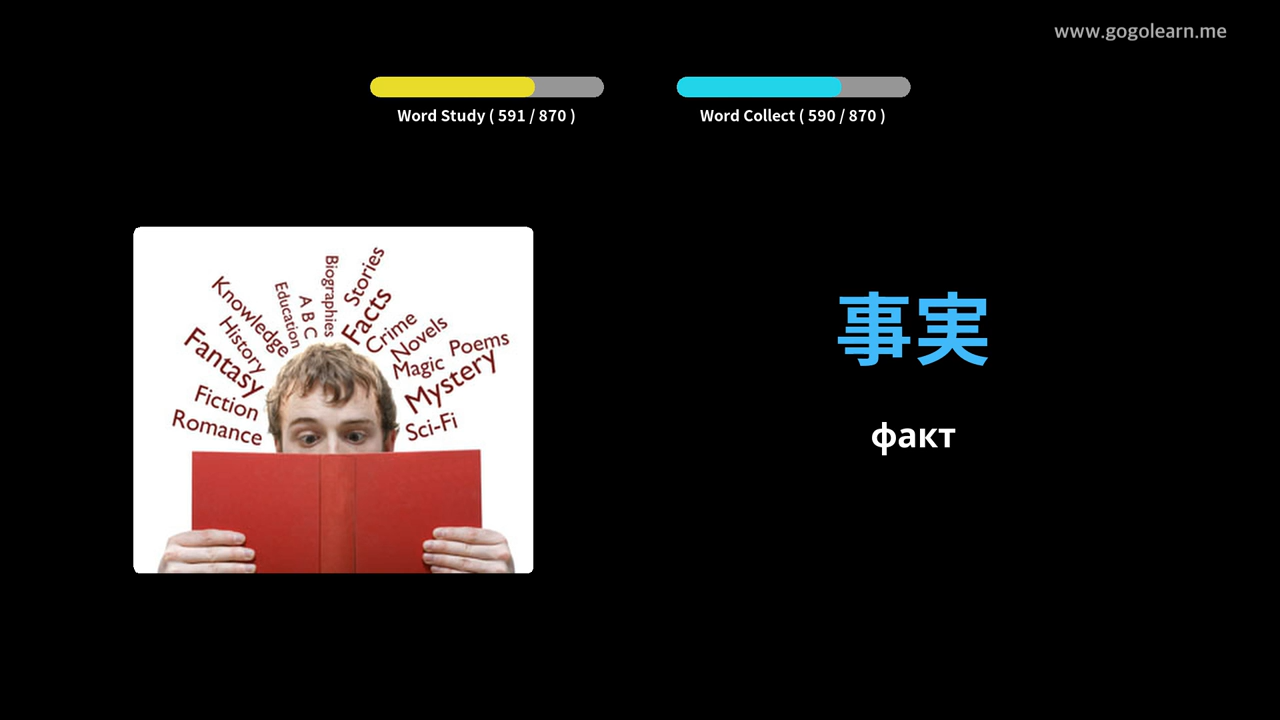 www.gogolearn.me
Word Study ( 591 / 870 )
Word Collect ( 590 / 870 )
Knowledge
History
Fantasy
Fiction
Romance
Education
A B C
Biographies
Stories
Facts
Crime
Novels
Magic
Poems
Mystery
Sci-Fi
事実
факт